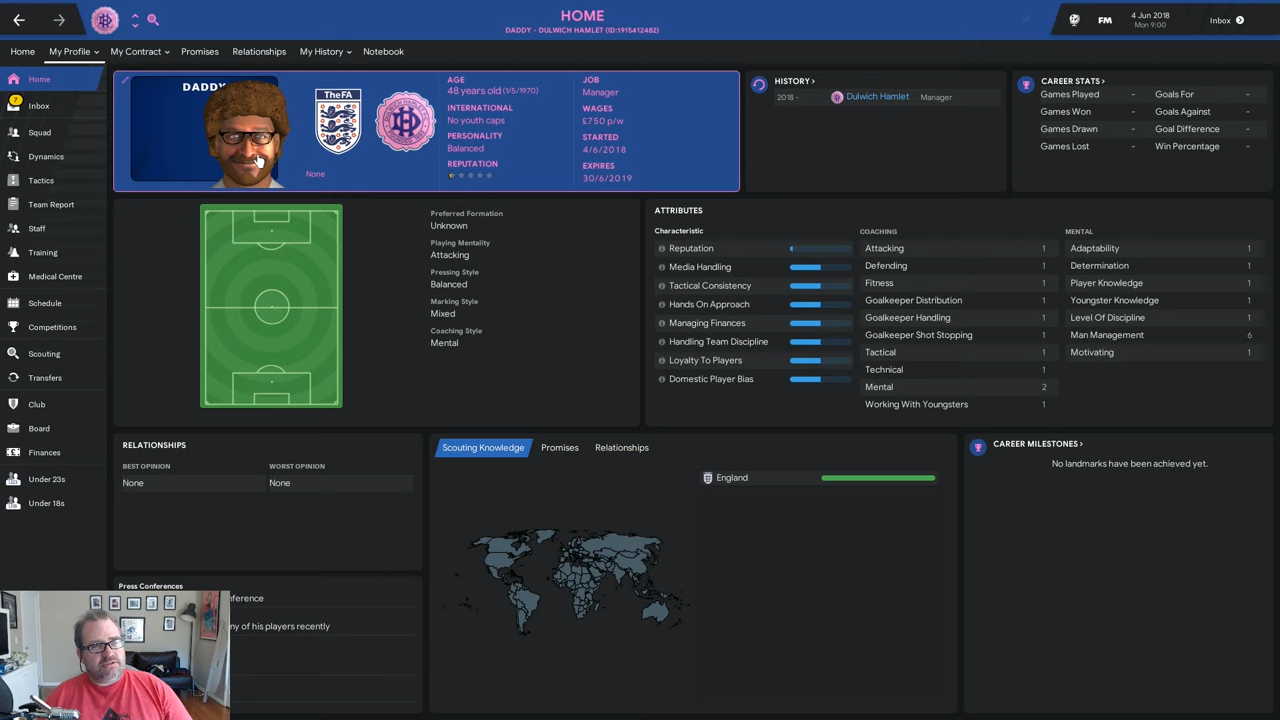 HOME
DADDY - DULWICH HAMLET (ID:1915412482)
FM
4 Jun 2018
Mon 9:00
Inbox
Home
My Profile
My Contract
Promises
Relationships
My History
Notebook
Home
7
Inbox
Squad
Dynamics
Tactics
Team Report
Staff
Training
Medical Centre
Schedule
Competitions
Scouting
Transfers
Club
Board
Finances
Under 23s
Under 18s
DADDY
The FA
None
AGE
48 years old (1/5/1970)
INTERNATIONAL
No youth caps
PERSONALITY
Balanced
REPUTATION
JOB
Manager
WAGES
£750 p/w
STARTED
4/6/2018
EXPIRES
30/6/2019
HISTORY
2018 - Dulwich Hamlet Manager
CAREER STATS
Games Played - Goals For -
Games Won - Goals Against -
Games Drawn - Goal Difference -
Games Lost - Win Percentage -
Preferred Formation
Unknown
Playing Mentality
Attacking
Pressing Style
Balanced
Marking Style
Mixed
Coaching Style
Mental
ATTRIBUTES
Characteristic
Reputation
Media Handling
Tactical Consistency
Hands On Approach
Managing Finances
Handling Team Discipline
Loyalty To Players
Domestic Player Bias
COACHING
Attacking 1
Defending 1
Fitness 1
Goalkeeper Distribution 1
Goalkeeper Handling 1
Goalkeeper Shot Stopping 1
Tactical 1
Technical 1
Mental 2
Working With Youngsters 1
MENTAL
Adaptability 1
Determination 1
Player Knowledge 1
Youngster Knowledge 1
Level Of Discipline 1
Man Management 6
Motivating 1
RELATIONSHIPS
BEST OPINION WORST OPINION
None None
Press Conferences
nference
ny of his players recently
Scouting Knowledge Promises Relationships
England
CAREER MILESTONES
No landmarks have been achieved yet.